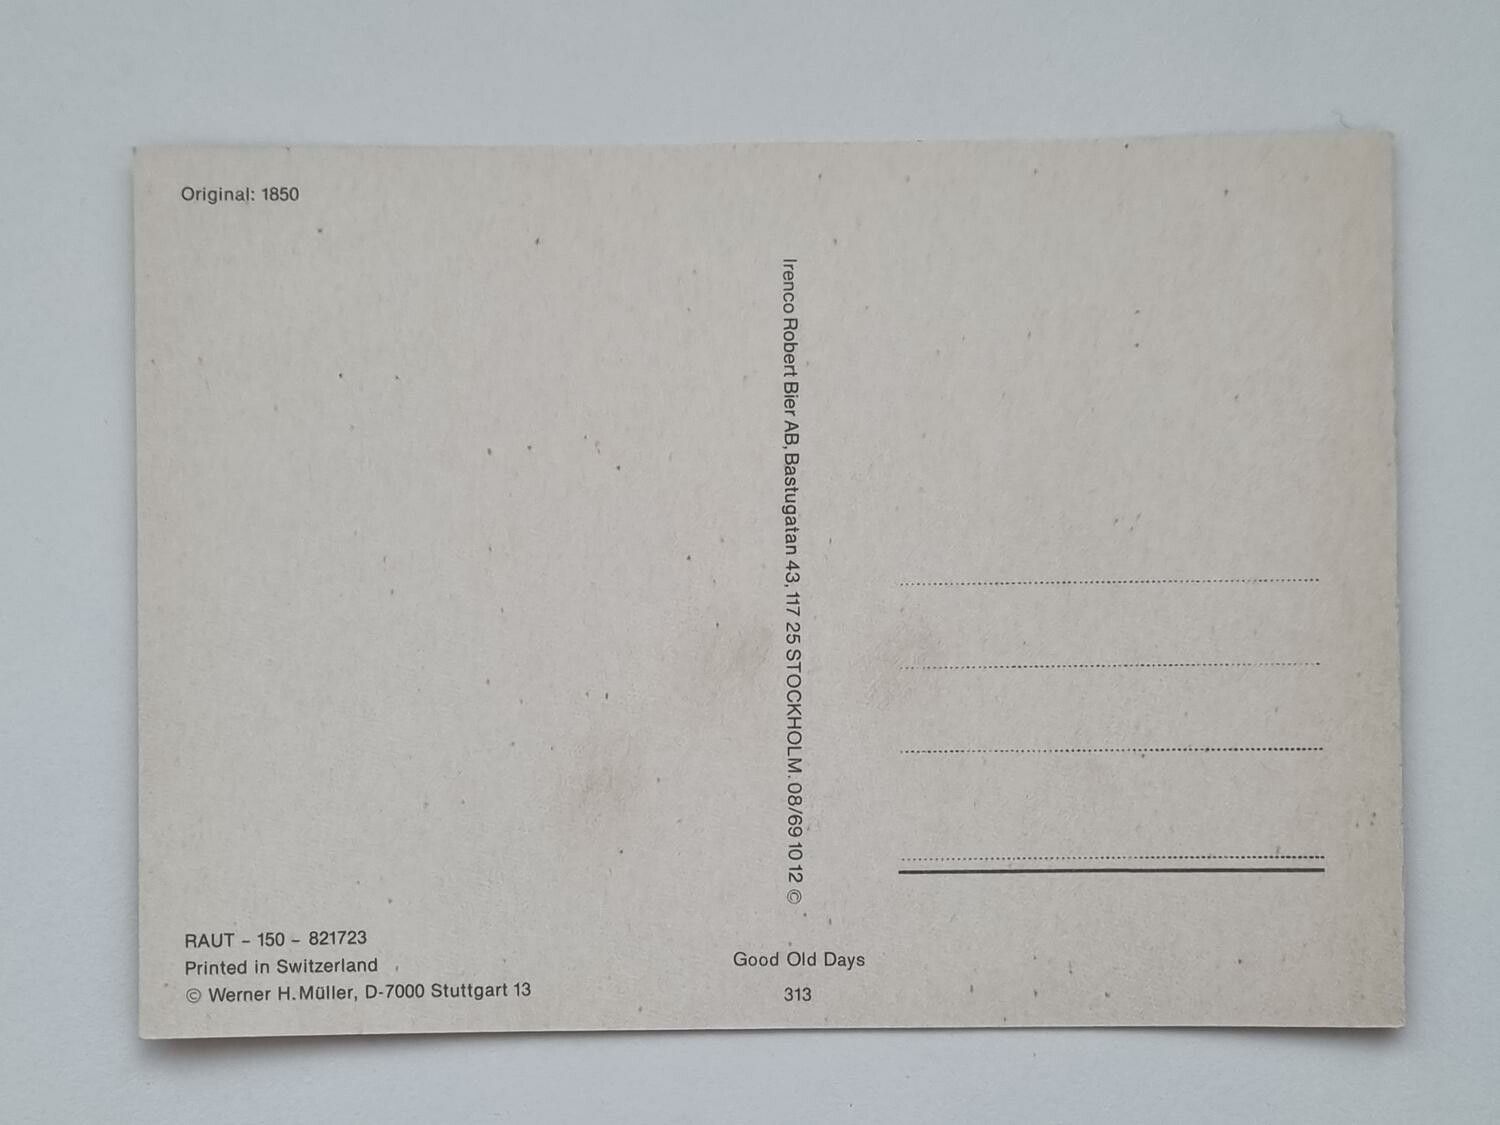 Original: 1850
Irenco Robert Bier AB, Bastugatan 43, 117 25 STOCKHOLM. 08/69 10 12 ©
RAUT – 150 – 821723
Printed in Switzerland
© Werner H. Müller, D-7000 Stuttgart 13
Good Old Days
313